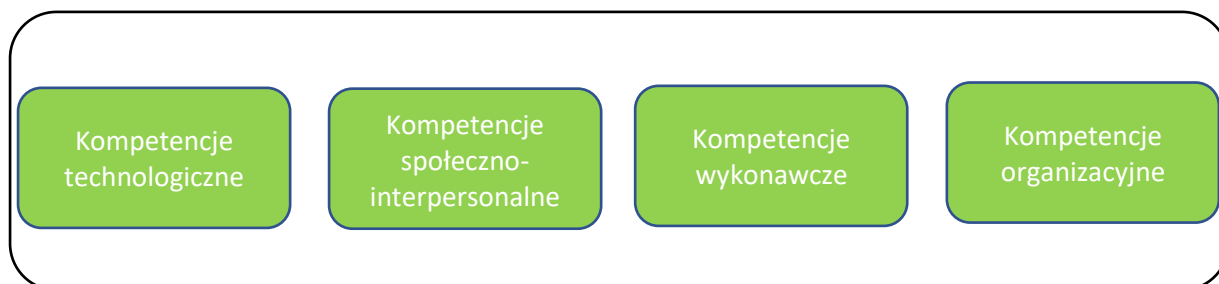 Kompetencje
technologiczne
Kompetencje
społeczno-
interpersonalne
Kompetencje
wykonawcze
Kompetencje
organizacyjne